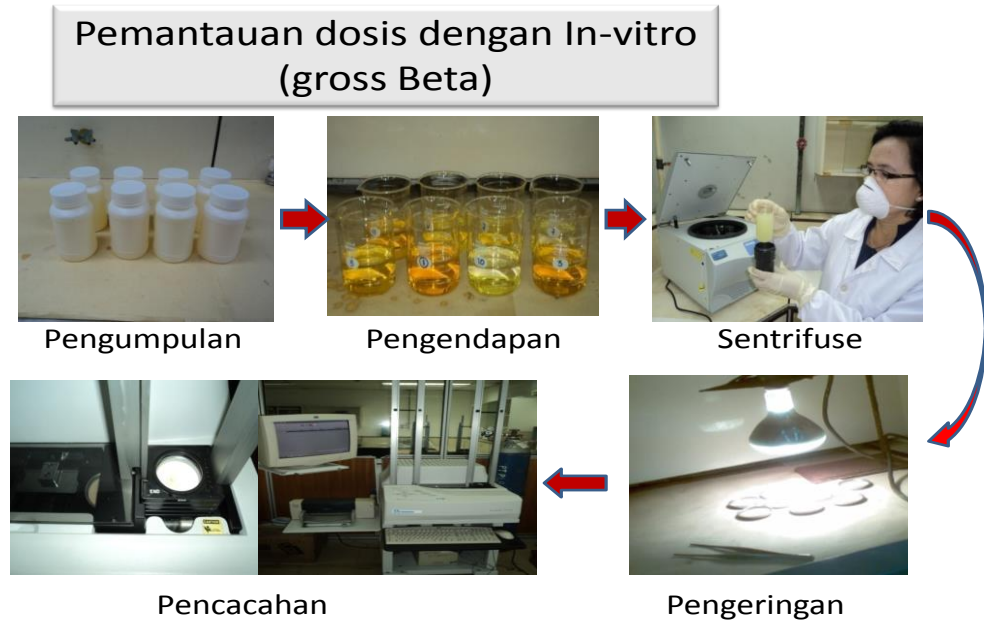 Pemantauan dosis dengan In-vitro
(gross Beta)
Pengumpulan
Pengendapan
Sentrifuse
Pencacahan
Pengeringan